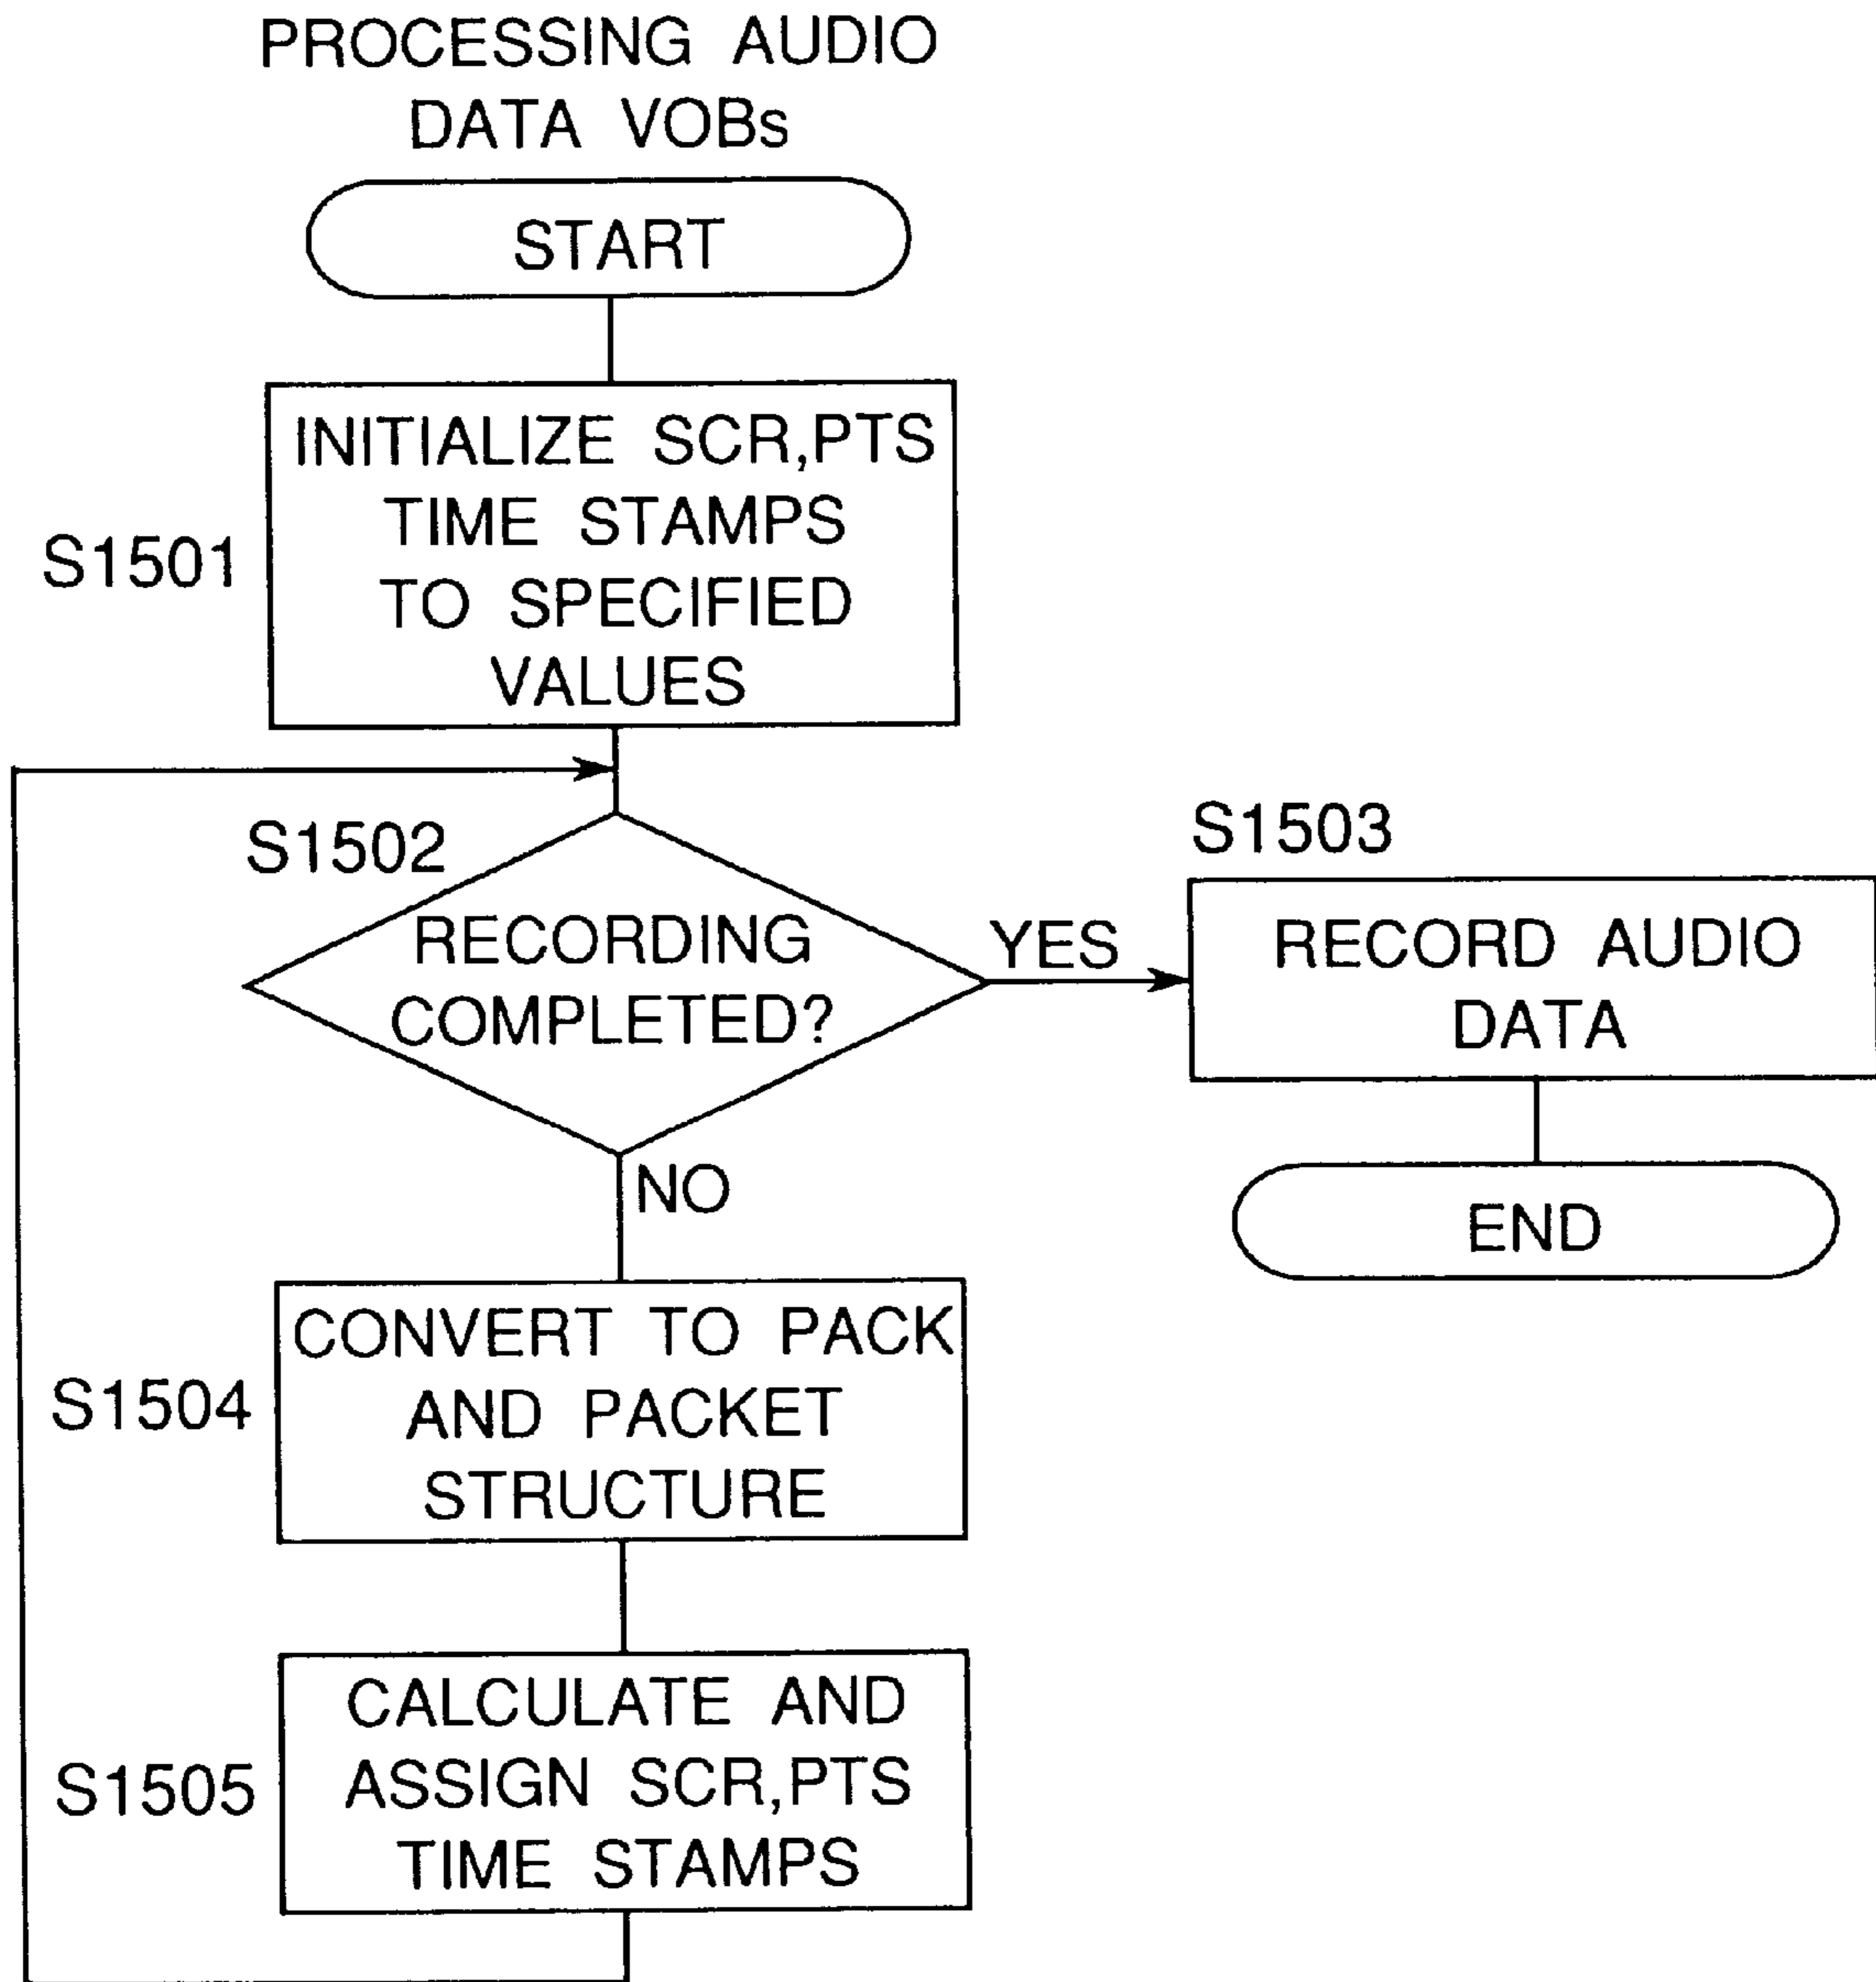 PROCESSING AUDIO
DATA VOBs
START
S1501
INITIALIZE SCR,PTS
TIME STAMPS
TO SPECIFIED
VALUES
S1502
RECORDING
COMPLETED?
YES
S1503
RECORD AUDIO
DATA
END
NO
S1504
CONVERT TO PACK
AND PACKET
STRUCTURE
S1505
CALCULATE AND
ASSIGN SCR,PTS
TIME STAMPS